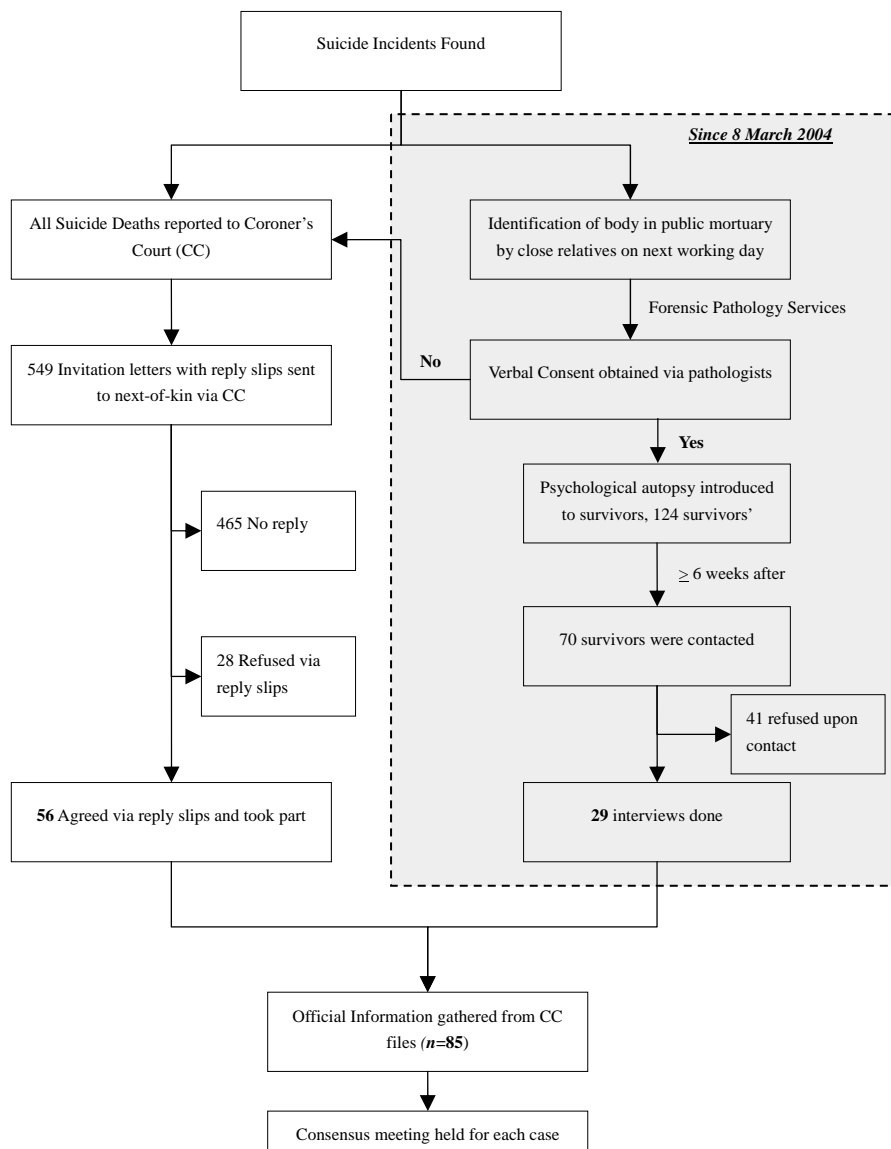 Suicide Incidents Found
Since 8 March 2004
All Suicide Deaths reported to Coroner's
Court (CC)
Identification of body in public mortuary
by close relatives on next working day
Forensic Pathology Services
549 Invitation letters with reply slips sent
to next-of-kin via CC
No
Verbal Consent obtained via pathologists
Yes
Psychological autopsy introduced
to survivors, 124 survivors'
465 No reply
≥ 6 weeks after
70 survivors were contacted
28 Refused via
reply slips
41 refused upon
contact
56 Agreed via reply slips and took part
29 interviews done
Official Information gathered from CC
files (n=85)
Consensus meeting held for each case